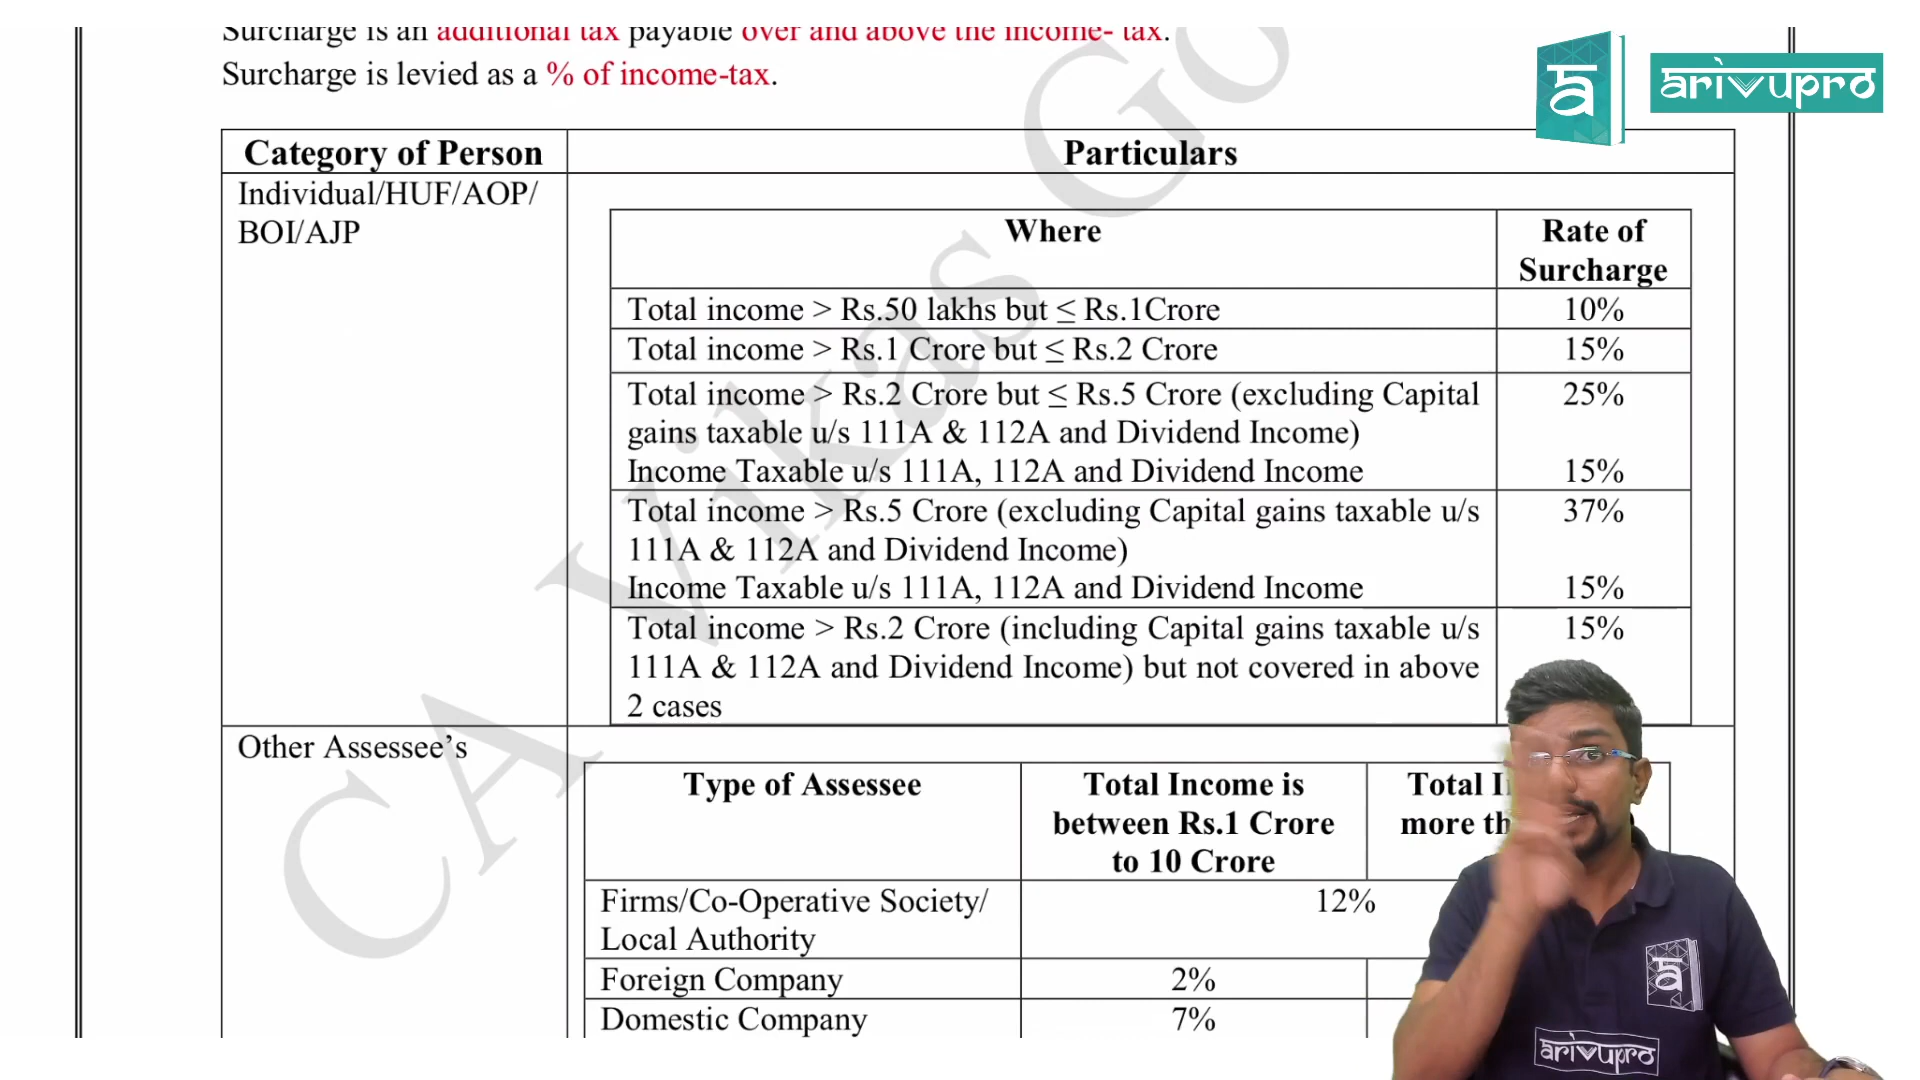 Surcharge is an additional tax payable over and above the income- tax.
Surcharge is levied as a % of income-tax.
arivupro
Category of Person
Particulars
Individual/HUF/AOP/
BOI/AJP
Where
Rate of
Surcharge
Total income > Rs.50 lakhs but ≤ Rs.1Crore
10%
Total income > Rs.1 Crore but ≤ Rs.2 Crore
15%
Total income > Rs.2 Crore but ≤ Rs.5 Crore (excluding Capital
25%
gains taxable u/s 111A & 112A and Dividend Income)
Income Taxable u/s 111A, 112A and Dividend Income
15%
Total income > Rs.5 Crore (excluding Capital gains taxable u/s
37%
111A & 112A and Dividend Income)
Income Taxable u/s 111A, 112A and Dividend Income
15%
Total income > Rs.2 Crore (including Capital gains taxable u/s
15%
111A & 112A and Dividend Income) but not covered in above
2 cases
Other Assessee's
Type of Assessee
Total Income is
between Rs.1 Crore
to 10 Crore
Total
more
Firms/Co-Operative Society/
Local Authority
12%
Foreign Company
2%
Domestic Company
7%
CA Vikas
arivupro